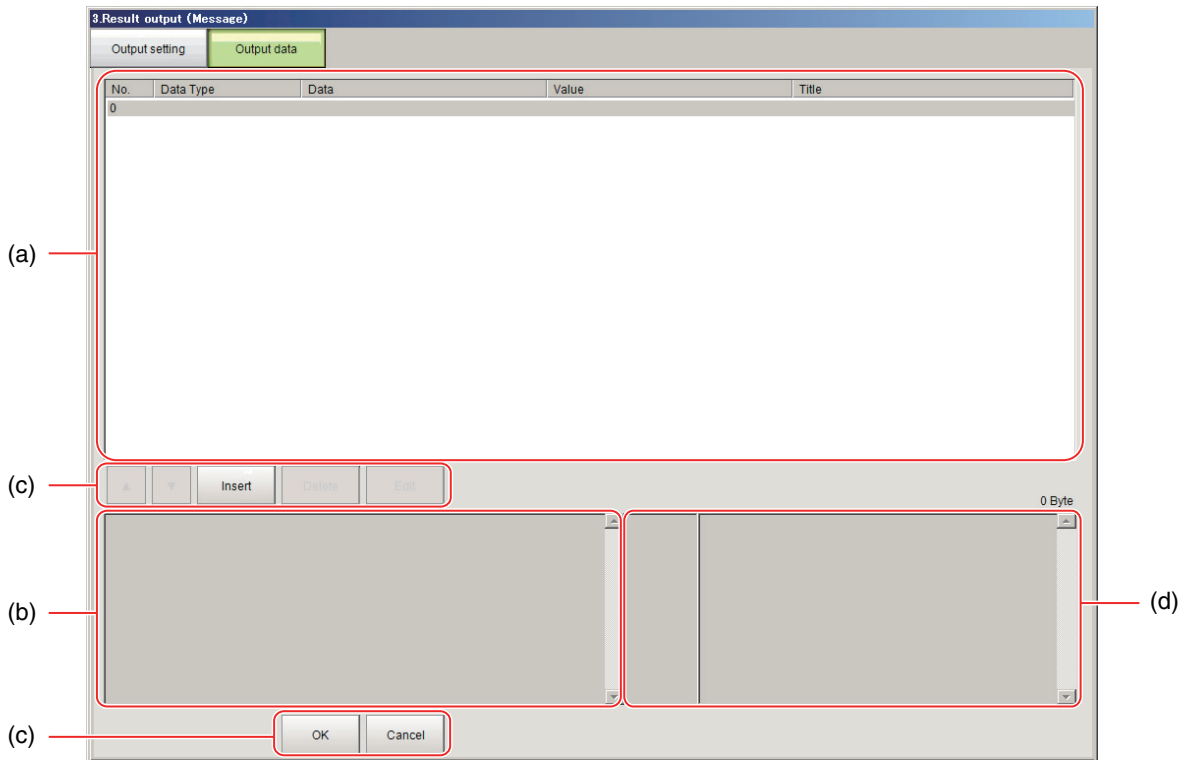 3.Result output (Message)
Output setting Output data
No. Data Type Data Value Title
0
(a)
(c) ▲ ▼ Insert Delete Edit
0 Byte
(b)
(d)
(c) OK Cancel